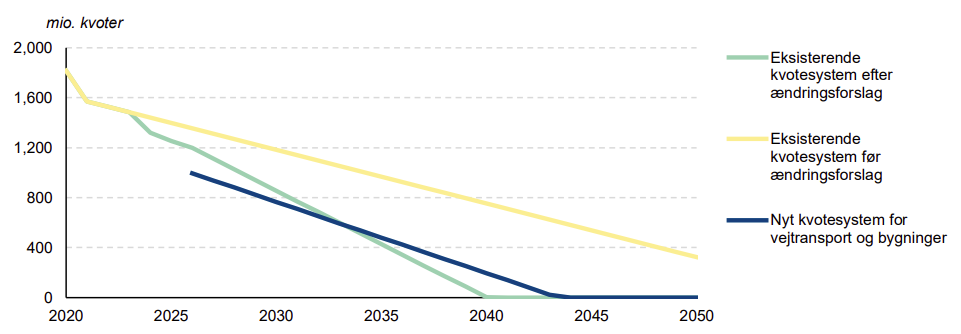 mio. kvoter
2,000
1,600
1,200
800
400
0
2020
2025
2030
2035
2040
2045
2050
Eksisterende
kvotesystem efter
ændringsforslag
Eksisterende
kvotesystem før
ændringsforslag
Nyt kvotesystem for
vejtransport og bygninger